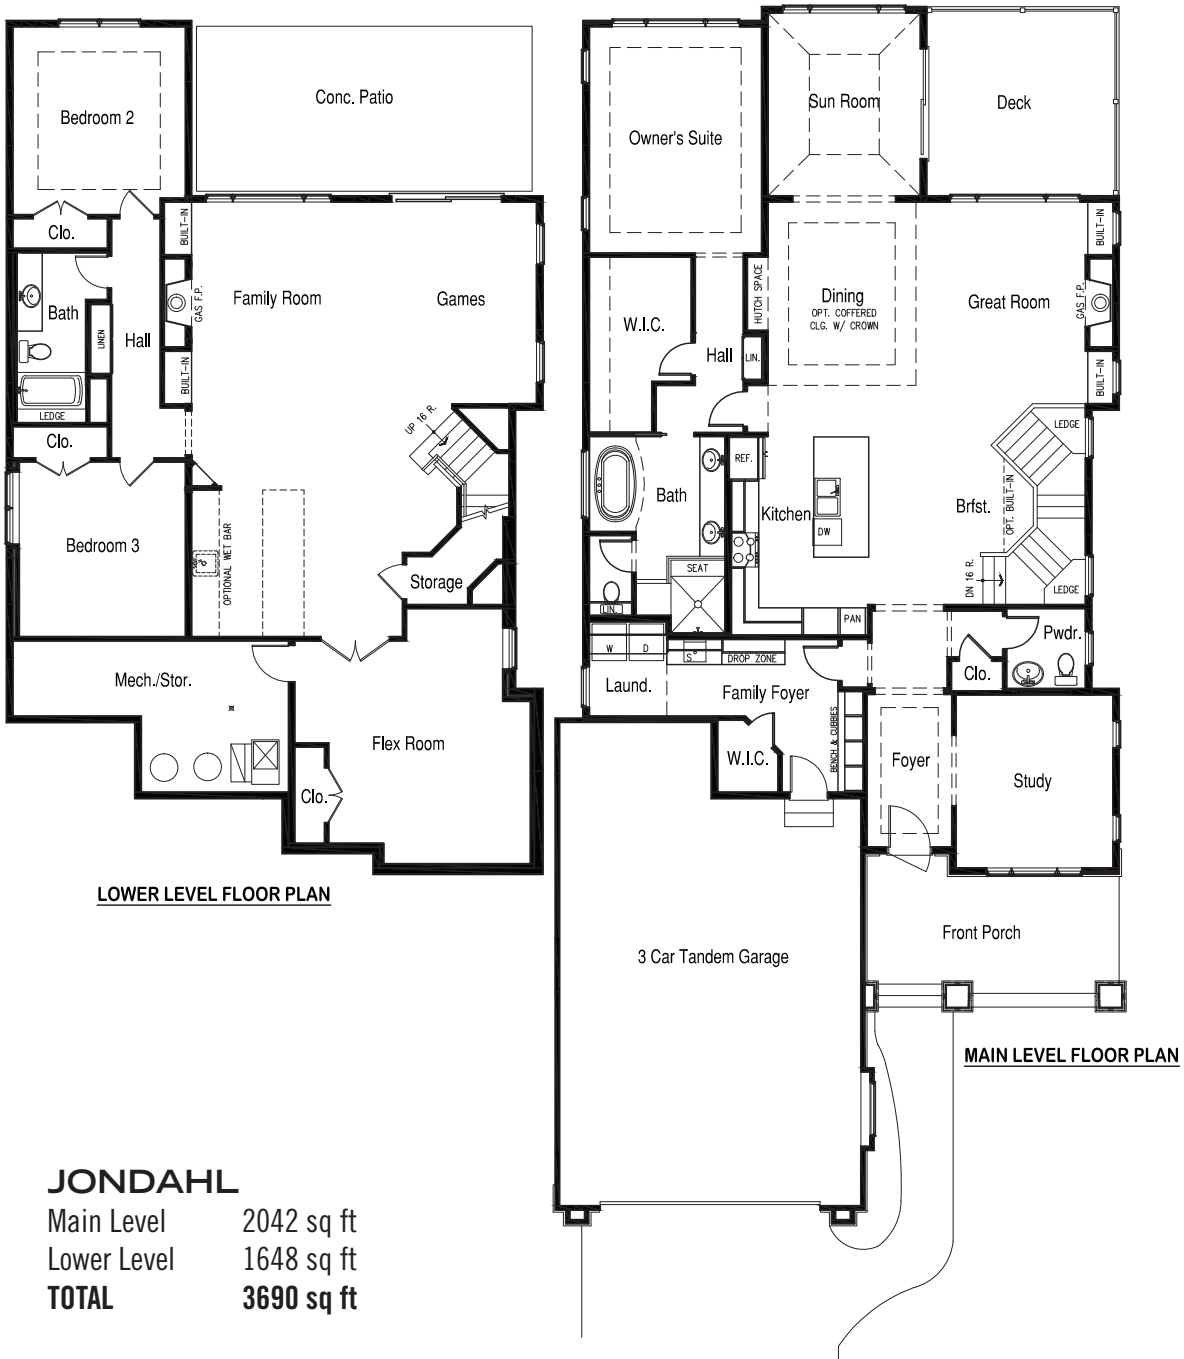 Bedroom 2
Conc. Patio
Clo.
BUILT-IN
Bath
LINEN
Hall
GAS F.P.
Family Room
Games
BUILT-IN
LEDGE
Clo.
UP 16 R.
Bedroom 3
OPTIONAL WET BAR
Storage
Mech./Stor.
Flex Room
Clo.
LOWER LEVEL FLOOR PLAN
Owner's Suite
Sun Room
Deck
BUILT-IN
HUTCH SPACE
Dining
OPT. COFFERED
CLG. W/ CROWN
Great Room
GAS F.P.
W.I.C.
Hall
LIN.
BUILT-IN
LEDGE
REF.
Bath
Kitchen
DW
Brfst.
OPT. BUILT-IN
SEAT
DN 16 R.
LEDGE
LIN.
PAN
W
D
S
DROP ZONE
Pwdr.
Clo.
Laund.
Family Foyer
BENCH & CUBBIES
W.I.C.
Foyer
Study
Front Porch
3 Car Tandem Garage
MAIN LEVEL FLOOR PLAN
JONDAHL
Main Level 2042 sq ft
Lower Level 1648 sq ft
TOTAL 3690 sq ft